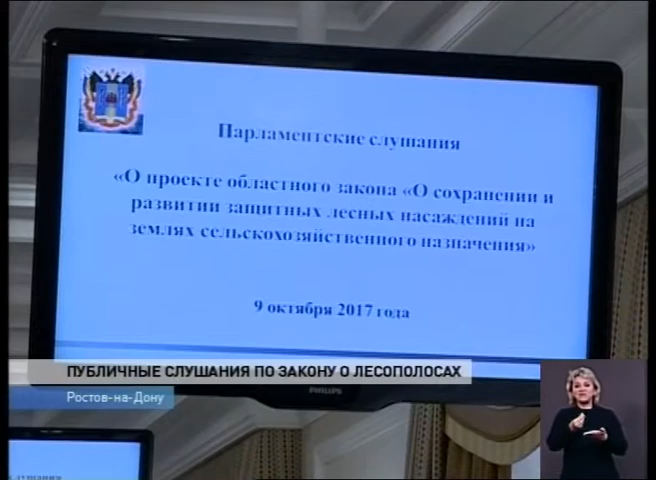 Парламентские слушания
«О проекте областного закона «О сохранении и
развитии защитных лесных насаждений на
землях сельскохозяйственного назначения»
9 октября 2017 года
ПУБЛИЧНЫЕ СЛУШАНИЯ ПО ЗАКОНУ О ЛЕСОПОЛОСАХ
PHILIPS
Ростов-на-Дону
слушания